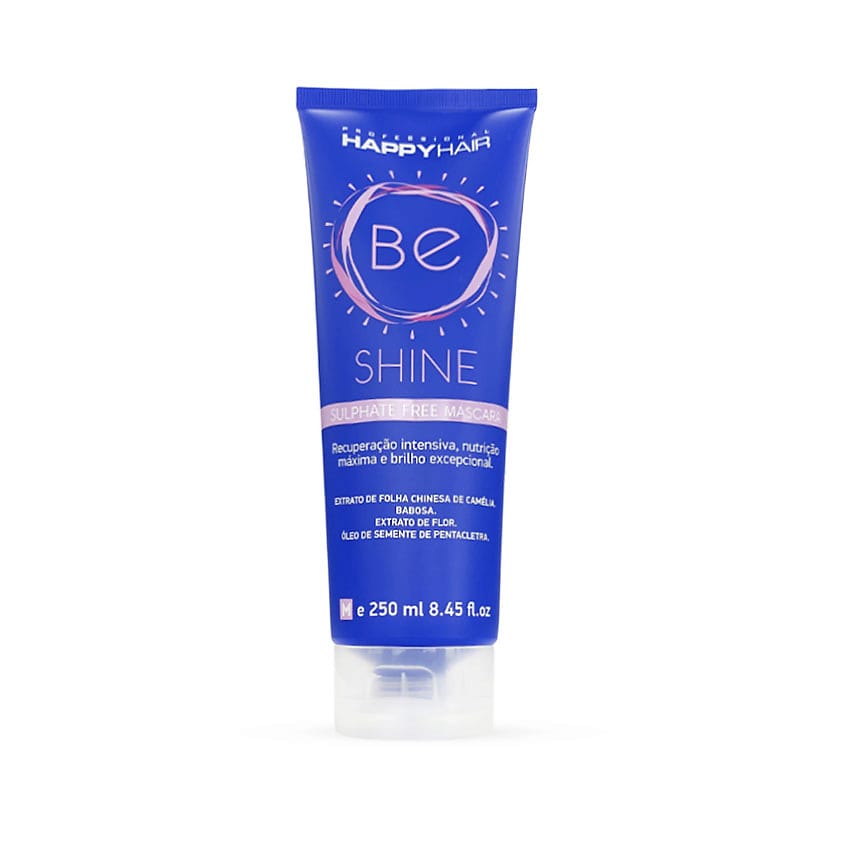 PROFESSIONAL
HAPPYHAIR
Be
SHINE
SULPHATE FREE MÁSCARA
Recuperação intensiva, nutrição
máxima e brilho excepcional.
EXTRATO DE FOLHA CHINESA DE CAMÉLIA.
BABOSA.
EXTRATO DE FLOR.
ÓLEO DE SEMENTE DE PENTACLETRA.
M e 250 ml 8.45 fl.oz